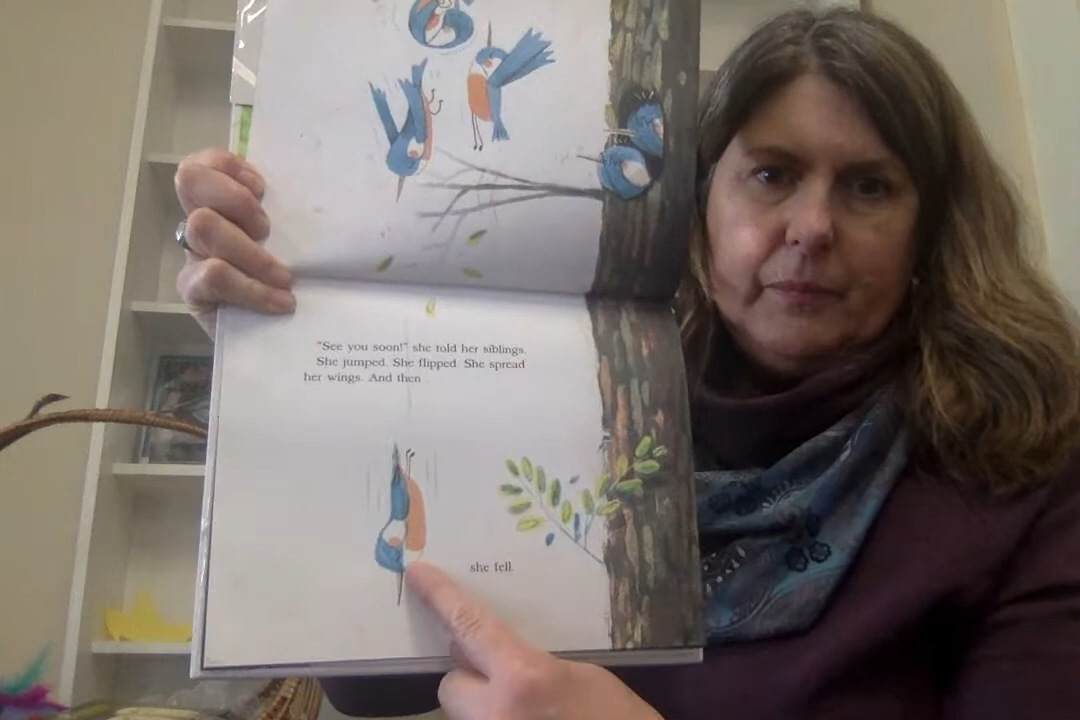 "See you soon!" she told her siblings.
She jumped. She flipped. She spread
her wings. And then
she fell.